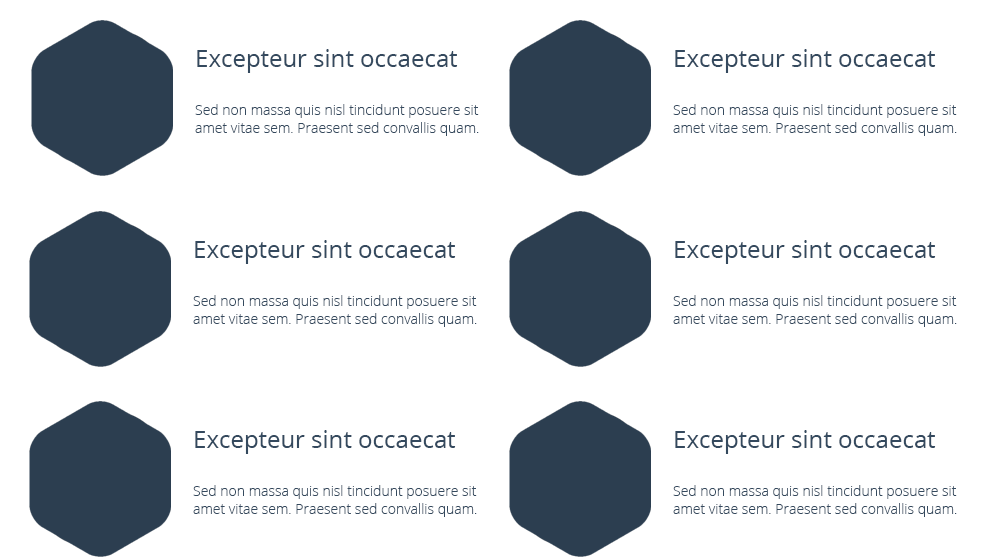 Excepteur sint occaecat
Sed non massa quis nisl tincidunt posuere sit
amet vitae sem. Praesent sed convallis quam.
Excepteur sint occaecat
Sed non massa quis nisl tincidunt posuere sit
amet vitae sem. Praesent sed convallis quam.
Excepteur sint occaecat
Sed non massa quis nisl tincidunt posuere sit
amet vitae sem. Praesent sed convallis quam.
Excepteur sint occaecat
Sed non massa quis nisl tincidunt posuere sit
amet vitae sem. Praesent sed convallis quam.
Excepteur sint occaecat
Sed non massa quis nisl tincidunt posuere sit
amet vitae sem. Praesent sed convallis quam.
Excepteur sint occaecat
Sed non massa quis nisl tincidunt posuere sit
amet vitae sem. Praesent sed convallis quam.